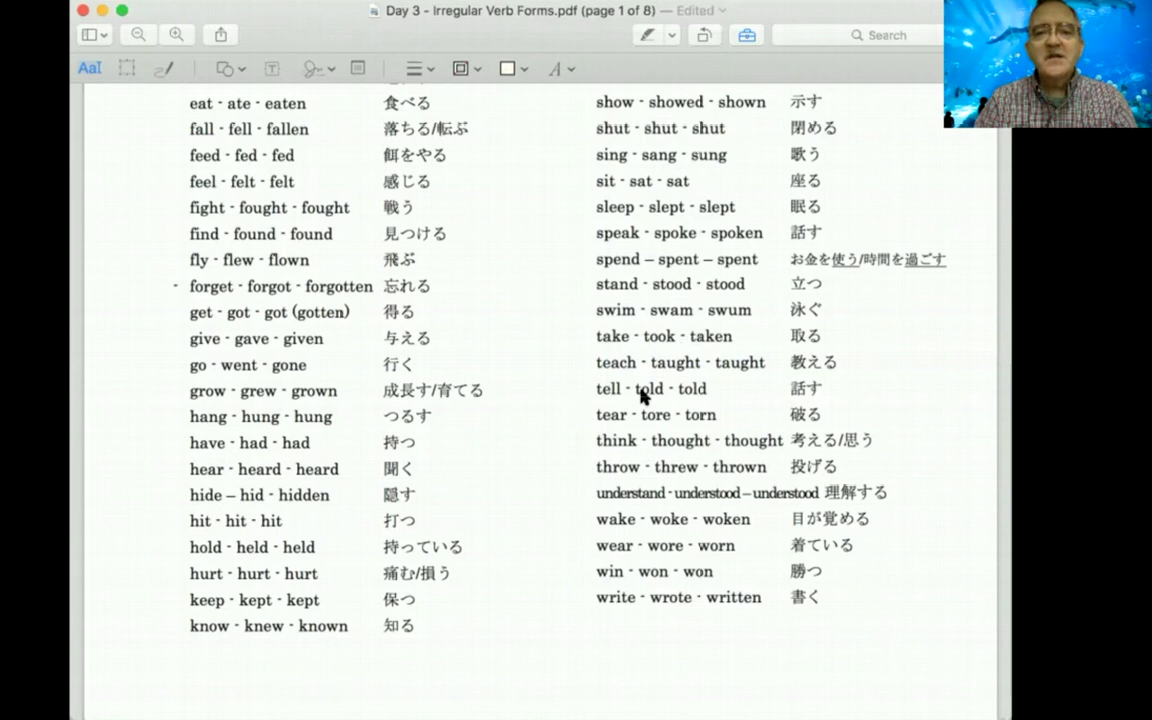 Day 3 - Irregular Verb Forms.pdf (page 1 of 8) — Edited
Search
AaI
A
eat - ate - eaten 食べる
fall - fell - fallen 落ちる/転ぶ
feed - fed - fed 餌をやる
feel - felt - felt 感じる
fight - fought - fought 戦う
find - found - found 見つける
fly - flew - flown 飛ぶ
- forget - forgot - forgotten 忘れる
get - got - got (gotten) 得る
give - gave - given 与える
go - went - gone 行く
grow - grew - grown 成長す/育てる
hang - hung - hung つるす
have - had - had 持つ
hear - heard - heard 聞く
hide – hid - hidden 隠す
hit - hit - hit 打つ
hold - held - held 持っている
hurt - hurt - hurt 痛む/損う
keep - kept - kept 保つ
know - knew - known 知る
show - showed - shown 示す
shut - shut - shut 閉める
sing - sang - sung 歌う
sit - sat - sat 座る
sleep - slept - slept 眠る
speak - spoke - spoken 話す
spend – spent – spent お金を使う/時間を過ごす
stand - stood - stood 立つ
swim - swam - swum 泳ぐ
take - took - taken 取る
teach - taught - taught 教える
tell - told - told 話す
tear - tore - torn 破る
think - thought - thought 考える/思う
throw - threw - thrown 投げる
understand - understood – understood 理解する
wake - woke - woken 目が覚める
wear - wore - worn 着ている
win - won - won 勝つ
write - wrote - written 書く